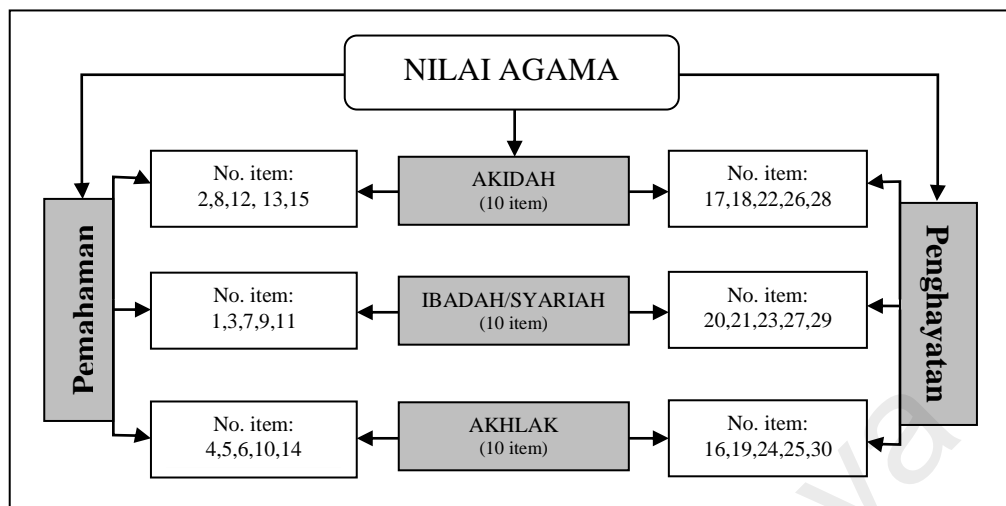 NILAI AGAMA
Pemahaman
No. item:
2,8,12, 13,15
AKIDAH
(10 item)
No. item:
17,18,22,26,28
Penghayatan
No. item:
1,3,7,9,11
IBADAH/SYARIAH
(10 item)
No. item:
20,21,23,27,29
No. item:
4,5,6,10,14
AKHLAK
(10 item)
No. item:
16,19,24,25,30
ya